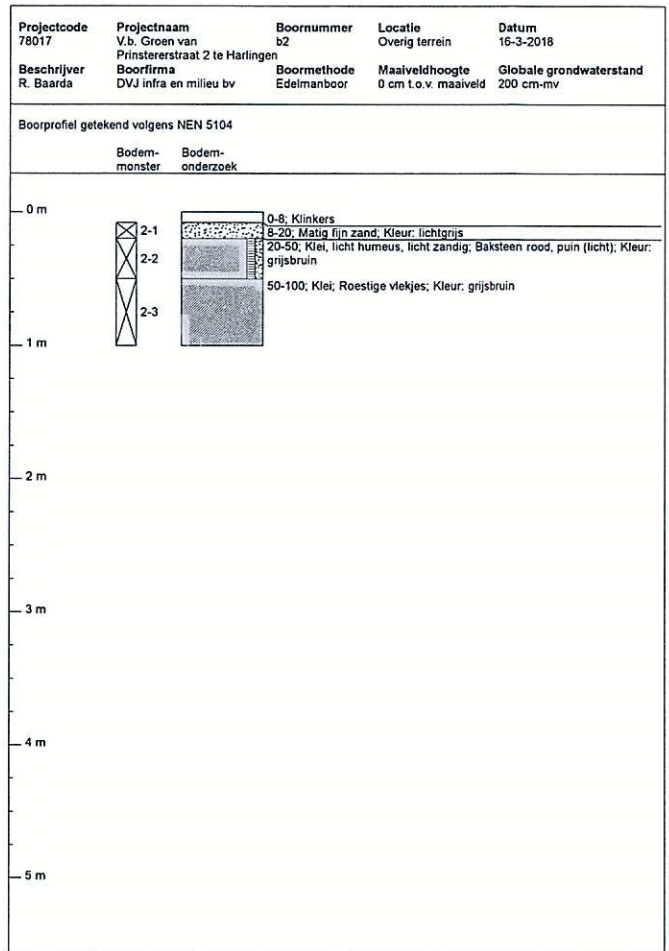 Projectcode Projectnaam Boornummer Locatie Datum
78017 V.b. Groen van b2 Overig terrein 16-3-2018
Prinstererstraat 2 te Harlingen
Beschrijver Boorfirma Boormethode Maaiveldhoogte Globale grondwaterstand
R. Baarda DVJ infra en milieu bv Edelmanboor 0 cm t.o.v. maaiveld 200 cm-mv
Boorprofiel getekend volgens NEN 5104
Bodem- Bodem-
monster onderzoek
0 m
0-8; Klinkers
2-1 8-20; Matig fijn zand; Kleur: lichtgrijs
20-50; Klei, licht humeus, licht zandig; Baksteen rood, puin (licht); Kleur:
2-2 grijsbruin
50-100; Klei; Roestige vlekjes; Kleur: grijsbruin
2-3
1 m
2 m
3 m
4 m
5 m